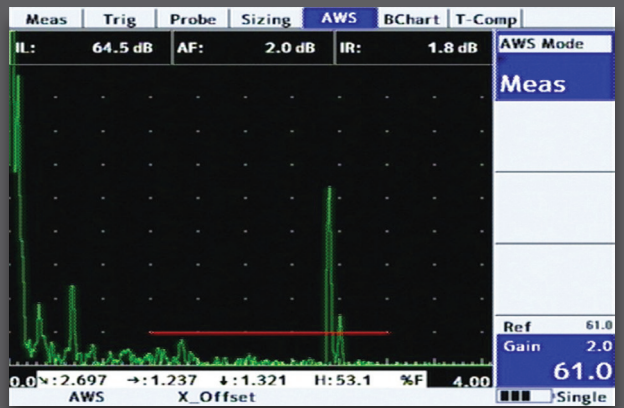 Meas Trig Probe Sizing AWS BChart T-Comp
IL: 64.5 dB AF: 2.0 dB IR: 1.8 dB
AWS Mode
Meas
Ref 61.0
Gain 2.0
61.0
0.0 ↘:2.697 →:1.237 ↓:1.321 H:53.1 %F 4.00
AWS X_Offset Single